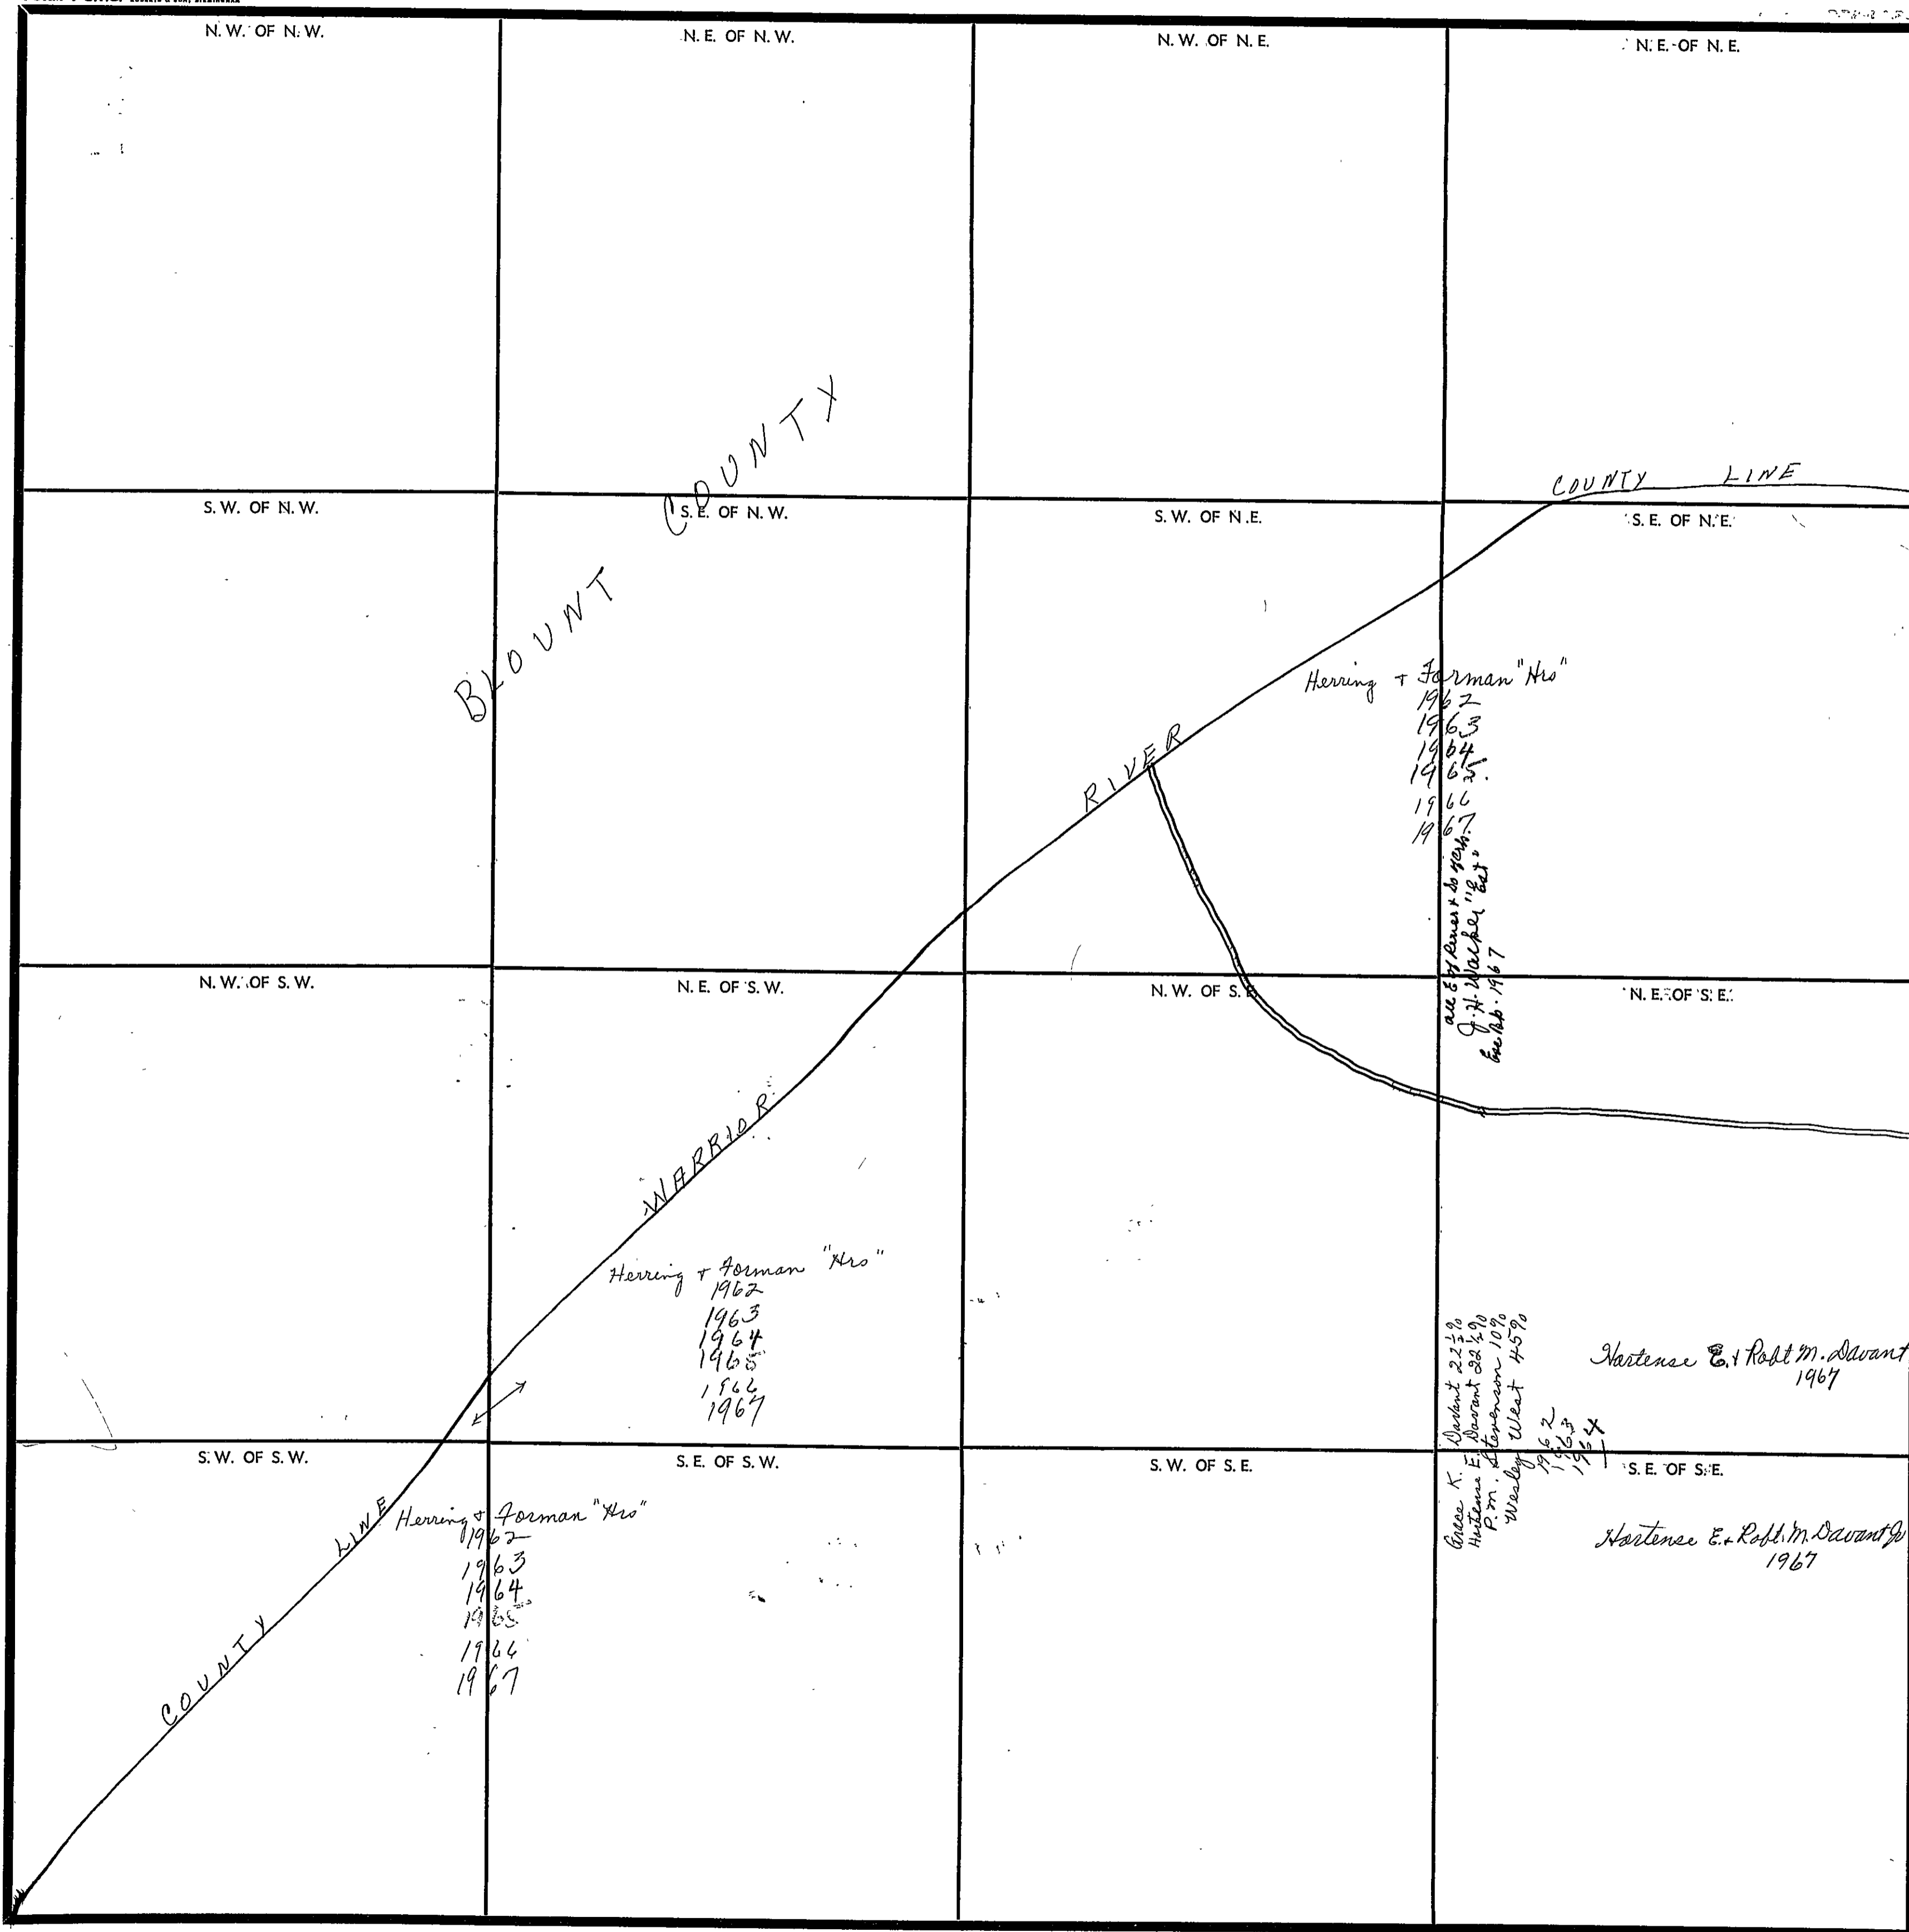 N. W. OF N. W.
N. E. OF N. W.
N. W. OF N. E.
N. E. OF N. E.
BLOUNT COUNTY
COUNTY LINE
S. W. OF N. W.
S. E. OF N. W.
S. W. OF N. E.
S. E. OF N. E.
Herring + Forman "Hrs"
1962
1963
1964
1965
1966
1967
RIVER
J. H. "Est"
1967
N. W. OF S. W.
N. E. OF S. W.
N. W. OF S. E.
N. E. OF S. E.
WARRIOR
Herring + Forman "Hrs"
1962
1963
1964
1965
1966
1967
Grace K. Davant 22½%
Hortense E. Davant 22½%
P. M. Stevenson 10%
Wesley West 45%
1962
1963
1964
Hortense E. + Robt M. Davant
1967
S. W. OF S. W.
S. E. OF S. W.
S. W. OF S. E.
S. E. OF S. E.
COUNTY LINE
Herring + Forman "Hrs"
1962
1963
1964
1965
1966
1967
Hortense E. + Robt. M. Davant Jr
1967